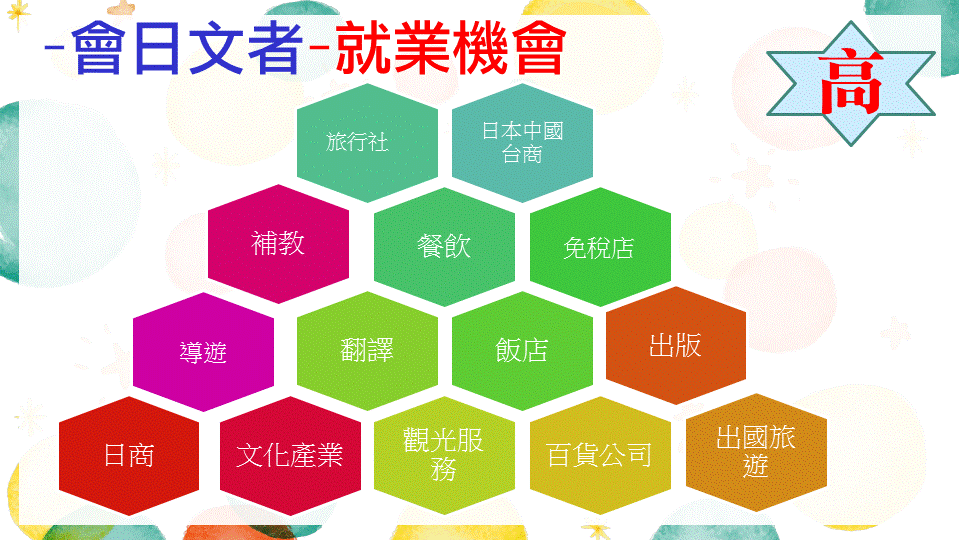 -會日文者-就業機會
高
旅行社
日本中國
台商
補教
餐飲
免稅店
導遊
翻譯
飯店
出版
日商
文化產業
觀光服
務
百貨公司
出國旅
遊